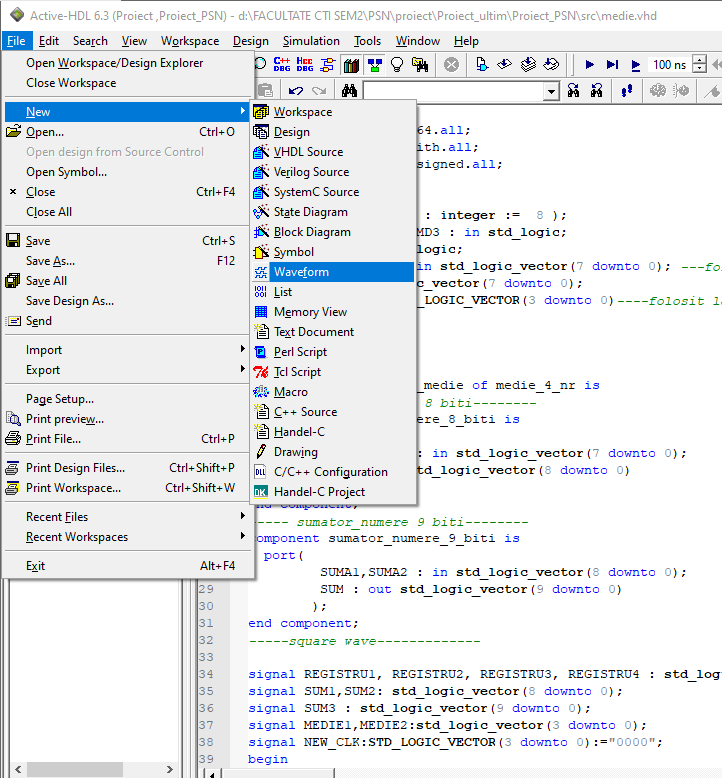 Active-HDL 6.3 (Proiect ,Proiect_PSN) - d:\FACULTATE CTI SEM2\PSN\proiect\Proiect_ultim\Proiect_PSN\src\medie.vhd
File Edit Search View Workspace Design Simulation Tools Window Help
Open Workspace/Design Explorer
Close Workspace
New
Open... Ctrl+O
Open design from Source Control
Open Symbol...
Close Ctrl+F4
Close All
Save Ctrl+S
Save As... F12
Save All
Save Design As...
Send
Import
Export
Page Setup...
Print preview...
Print File... Ctrl+P
Print Design Files... Ctrl+Shift+P
Print Workspace... Ctrl+Shift+W
Recent Files
Recent Workspaces
Exit Alt+F4
Workspace
Design
VHDL Source
Verilog Source
SystemC Source
State Diagram
Block Diagram
Symbol
Waveform
List
Memory View
Text Document
Perl Script
Tcl Script
Macro
C++ Source
Handel-C
Drawing
C/C++ Configuration
Handel-C Project
C++ DBG HDL DBG 100 ns
64.all;
ith.all;
signed.all;
: integer := 8 );
MD3 : in std_logic;
logic;
in std_logic_vector(7 downto 0); ---fo
c_vector(7 downto 0);
LOGIC_VECTOR(3 downto 0)----folosit l
_medie of medie_4_nr is
8 biti--------
ere_8_biti is
: in std_logic_vector(7 downto 0);
std_logic_vector(8 downto 0)
end component;
----- sumator_numere 9 biti--------
component sumator_numere_9_biti is
port(
SUMA1,SUMA2 : in std_logic_vector(8 downto 0);
29 SUM : out std_logic_vector(9 downto 0)
30 );
31 end component;
32 -----square wave--------------
33
34 signal REGISTRU1, REGISTRU2, REGISTRU3, REGISTRU4 : std_lo
35 signal SUM1,SUM2: std_logic_vector(8 downto 0);
36 signal SUM3 : std_logic_vector(9 downto 0);
37 signal MEDIE1,MEDIE2:std_logic_vector(3 downto 0);
38 signal NEW_CLK:STD_LOGIC_VECTOR(3 downto 0):="0000";
39 begin